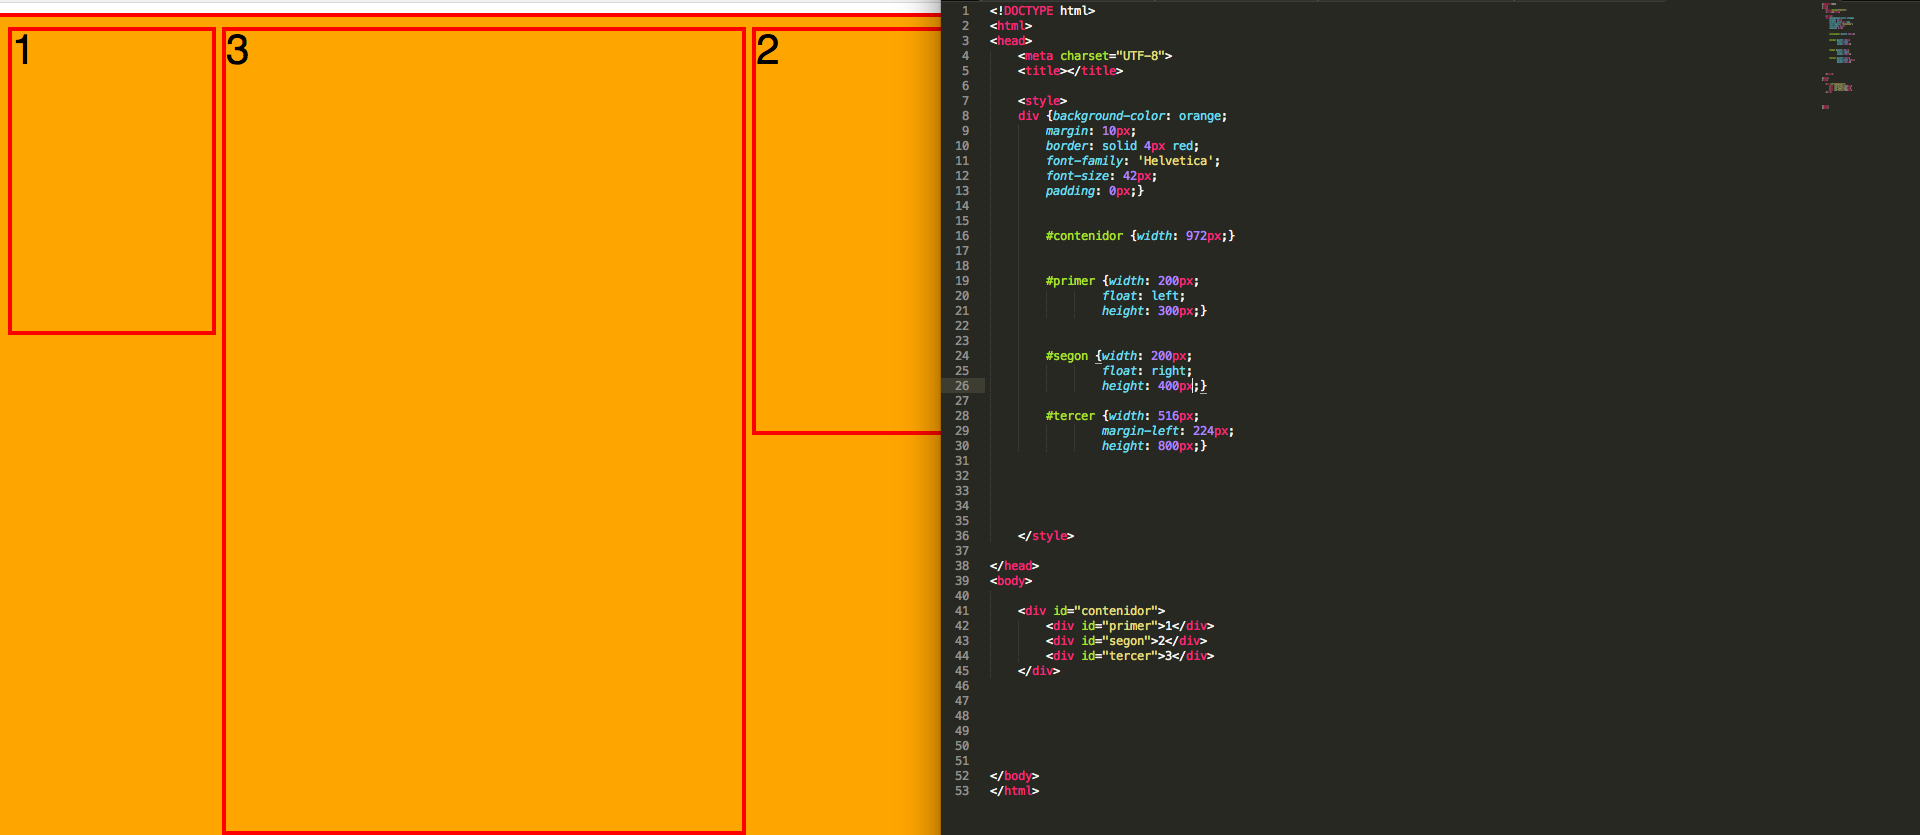 1
3
2
1 <!DOCTYPE html>
2 <html>
3 <head>
4 <meta charset="UTF-8">
5 <title></title>
6
7 <style>
8 div {background-color: orange;
9 margin: 10px;
10 border: solid 4px red;
11 font-family: 'Helvetica';
12 font-size: 42px;
13 padding: 0px;}
14
15
16 #contenidor {width: 972px;}
17
18
19 #primer {width: 200px;
20 float: left;
21 height: 300px;}
22
23
24 #segon {width: 200px;
25 float: right;
26 height: 400px;}
27
28 #tercer {width: 516px;
29 margin-left: 224px;
30 height: 800px;}
31
32
33
34
35
36 </style>
37
38 </head>
39 <body>
40
41 <div id="contenidor">
42 <div id="primer">1</div>
43 <div id="segon">2</div>
44 <div id="tercer">3</div>
45 </div>
46
47
48
49
50
51
52 </body>
53 </html>